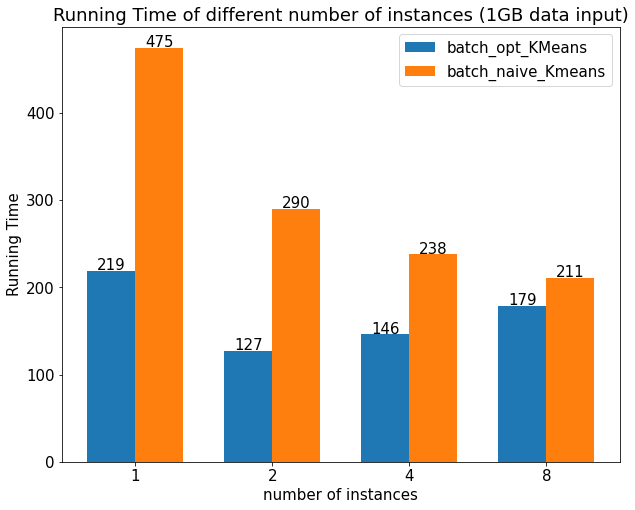 Running Time of different number of instances (1GB data input)
batch_opt_KMeans
batch_naive_Kmeans
Running Time
400
300
200
100
0
219
475
127
290
146
238
179
211
1 2 4 8
number of instances